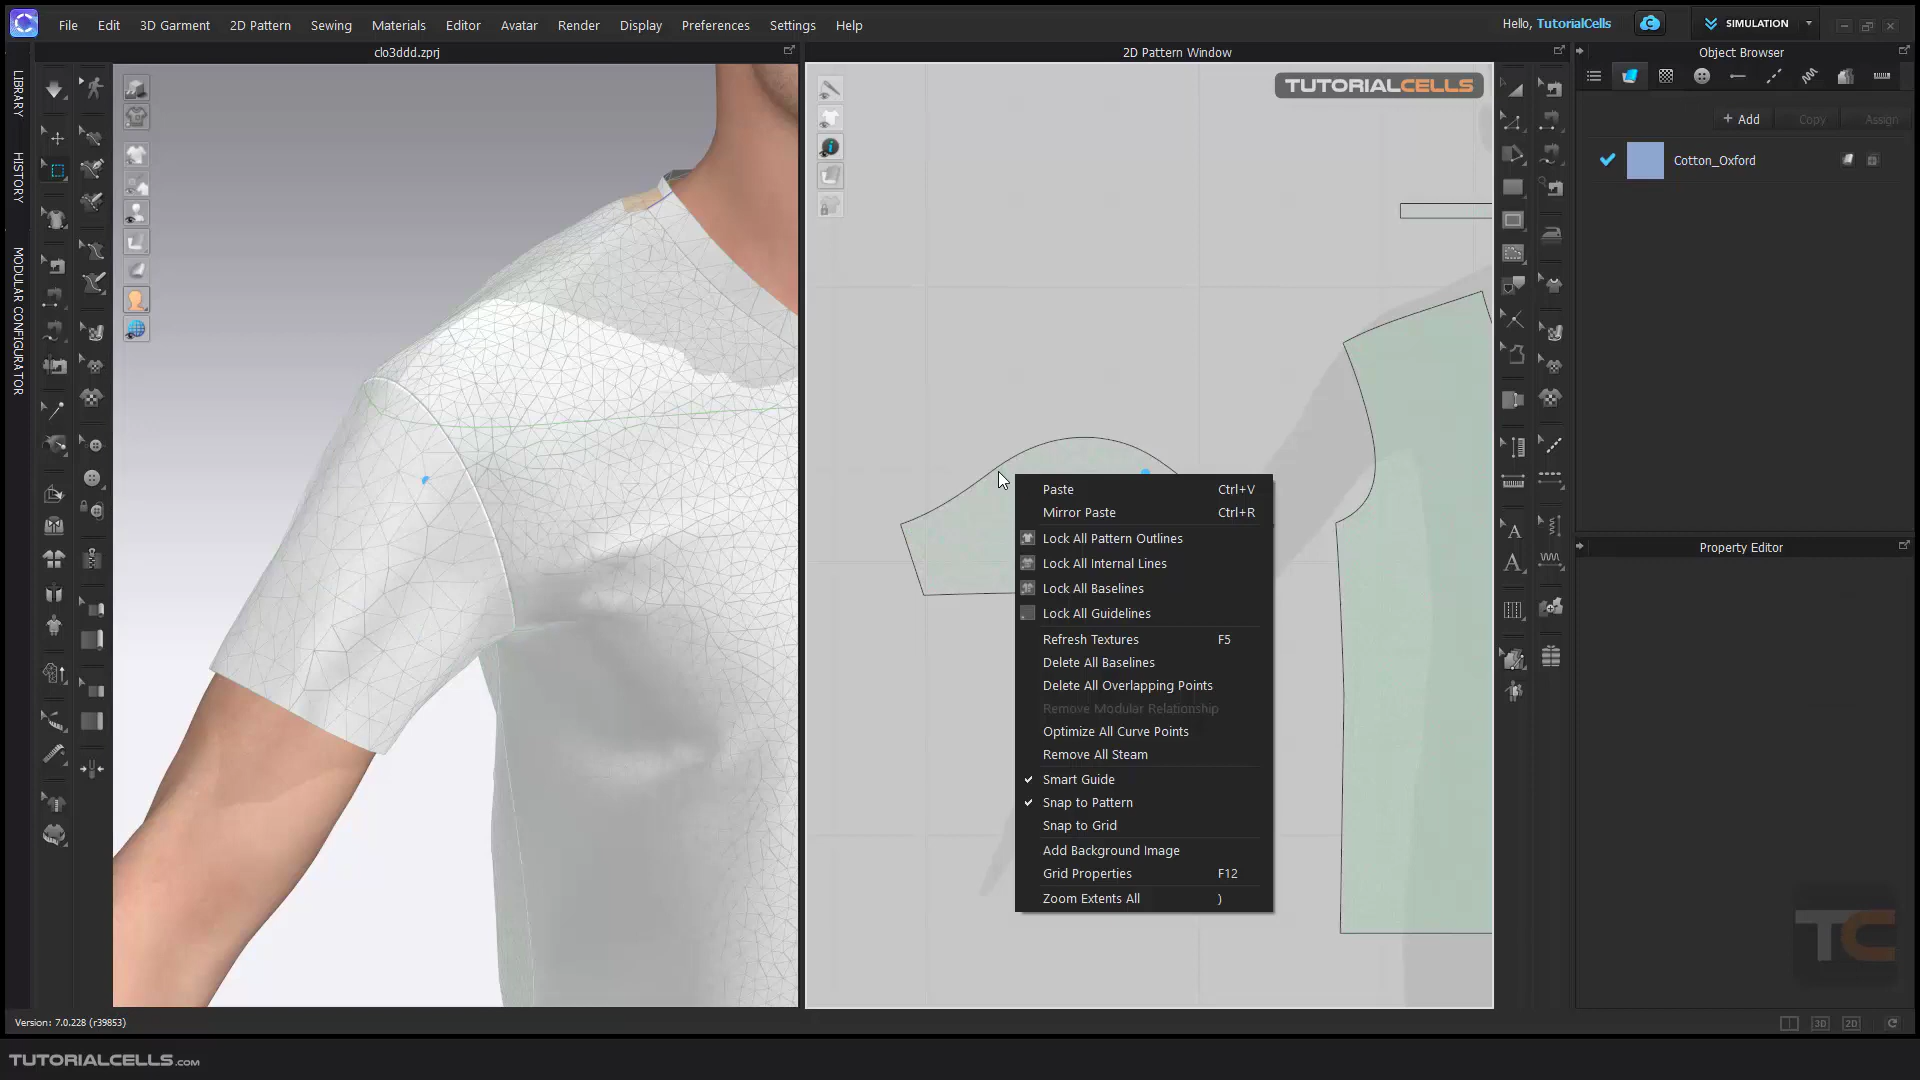 File Edit 3D Garment 2D Pattern Sewing Materials Editor Avatar Render Display Preferences Settings Help
Hello, TutorialCells
SIMULATION
clo3ddd.zprj
2D Pattern Window
Object Browser
TUTORIALCELLS
LIBRARY
HISTORY
MODULAR CONFIGURATOR
+ Add Copy Assign
Cotton_Oxford
Paste Ctrl+V
Mirror Paste Ctrl+R
Lock All Pattern Outlines
Lock All Internal Lines
Lock All Baselines
Lock All Guidelines
Refresh Textures F5
Delete All Baselines
Delete All Overlapping Points
Remove Modular Relationship
Optimize All Curve Points
Remove All Steam
Smart Guide
Snap to Pattern
Snap to Grid
Add Background Image
Grid Properties F12
Zoom Extents All )
Property Editor
TC
Version: 7.0.228 (r39853)
3D 2D
TUTORIALCELLS.com